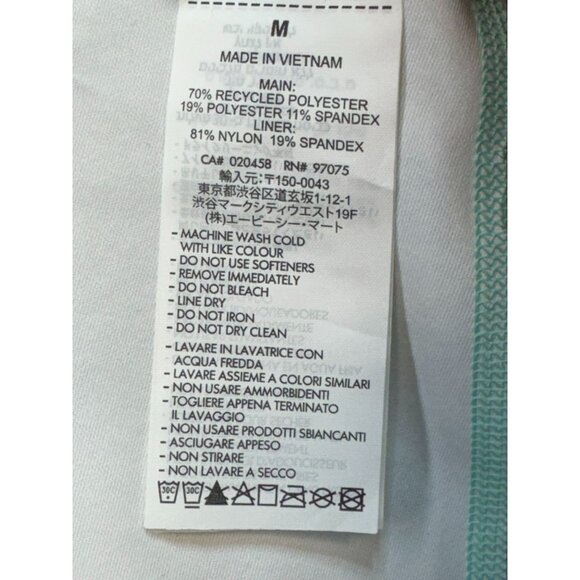 M
MADE IN VIETNAM
MAIN:
70% RECYCLED POLYESTER
19% POLYESTER 11% SPANDEX
LINER:
81% NYLON 19% SPANDEX
CA# 02045B RN# 97075
輸入元:〒150-0043
東京都渋谷区道玄坂1-12-1
渋谷マークシティウエスト19F
(株)エービーシー・マート
- MACHINE WASH COLD
WITH LIKE COLOUR
- DO NOT USE SOFTENERS
- REMOVE IMMEDIATELY
- DO NOT BLEACH
- LINE DRY
- DO NOT IRON
- DO NOT DRY CLEAN
- LAVARE IN LAVATRICE CON
ACQUA FREDDA
- LAVARE ASSIEME A COLORI SIMILARI
- NON USARE AMMORBIDENTI
- TOGLIERE APPENA TERMINATO
IL LAVAGGIO
- NON USARE PRODOTTI SBIANCANTI
- ASCIUGARE APPESO
- NON STIRARE
- NON LAVARE A SECCO
30C 30C